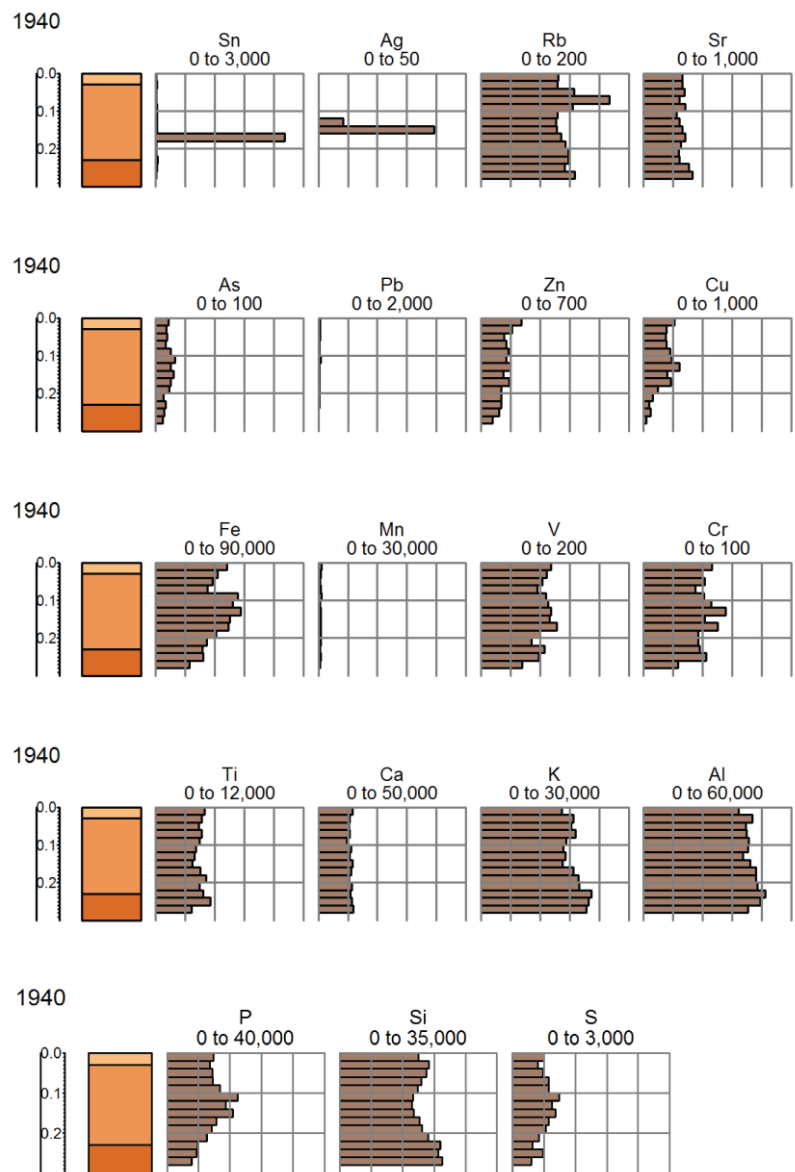 1940
Sn Ag Rb Sr
0 to 3,000 0 to 50 0 to 200 0 to 1,000
0.0
0.1
0.2
1940
As Pb Zn Cu
0 to 100 0 to 2,000 0 to 700 0 to 1,000
0.0
0.1
0.2
1940
Fe Mn V Cr
0 to 90,000 0 to 30,000 0 to 200 0 to 100
0.0
0.1
0.2
1940
Ti Ca K Al
0 to 12,000 0 to 50,000 0 to 30,000 0 to 60,000
0.0
0.1
0.2
1940
P Si S
0 to 40,000 0 to 35,000 0 to 3,000
0.0
0.1
0.2